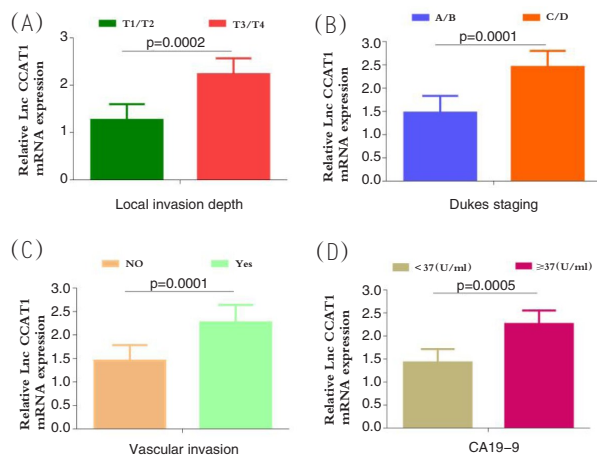 (A)
T1/T2
T3/T4
p=0.0002
Relative Lnc CCAT1
mRNA expression
3
2
1
0
Local invasion depth
(B)
A/B
C/D
p=0.0001
Relative Lnc CCAT1
mRNA expression
3.0
2.5
2.0
1.5
1.0
0.5
0.0
Dukes staging
(C)
NO
Yes
p=0.0001
Relative Lnc CCAT1
mRNA expression
3.0
2.5
2.0
1.5
1.0
0.5
0.0
Vascular invasion
(D)
<37(U/ml)
≥37(U/ml)
p=0.0005
Relative Lnc CCAT1
mRNA expression
3.0
2.5
2.0
1.5
1.0
0.5
0.0
CA19–9